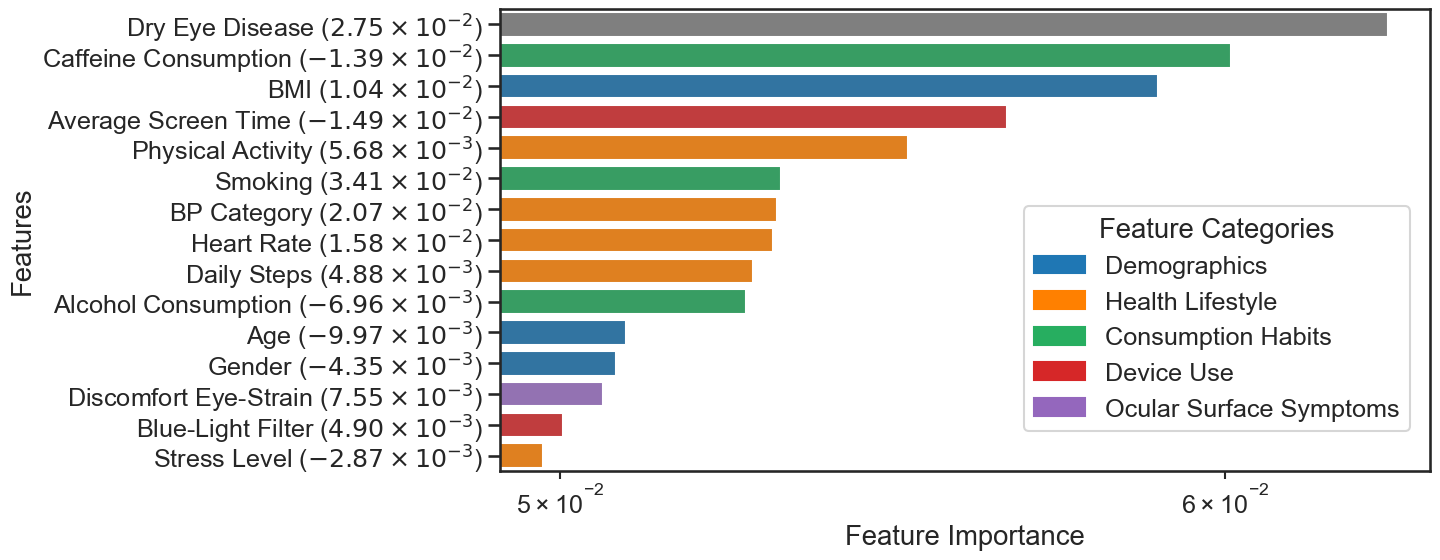 Features
Dry Eye Disease (2.75 × 10⁻²)
Caffeine Consumption (−1.39 × 10⁻²)
BMI (1.04 × 10⁻²)
Average Screen Time (−1.49 × 10⁻²)
Physical Activity (5.68 × 10⁻³)
Smoking (3.41 × 10⁻²)
BP Category (2.07 × 10⁻²)
Heart Rate (1.58 × 10⁻²)
Daily Steps (4.88 × 10⁻³)
Alcohol Consumption (−6.96 × 10⁻³)
Age (−9.97 × 10⁻³)
Gender (−4.35 × 10⁻³)
Discomfort Eye-Strain (7.55 × 10⁻³)
Blue-Light Filter (4.90 × 10⁻³)
Stress Level (−2.87 × 10⁻³)
Feature Categories
Demographics
Health Lifestyle
Consumption Habits
Device Use
Ocular Surface Symptoms
5 × 10⁻² 6 × 10⁻²
Feature Importance